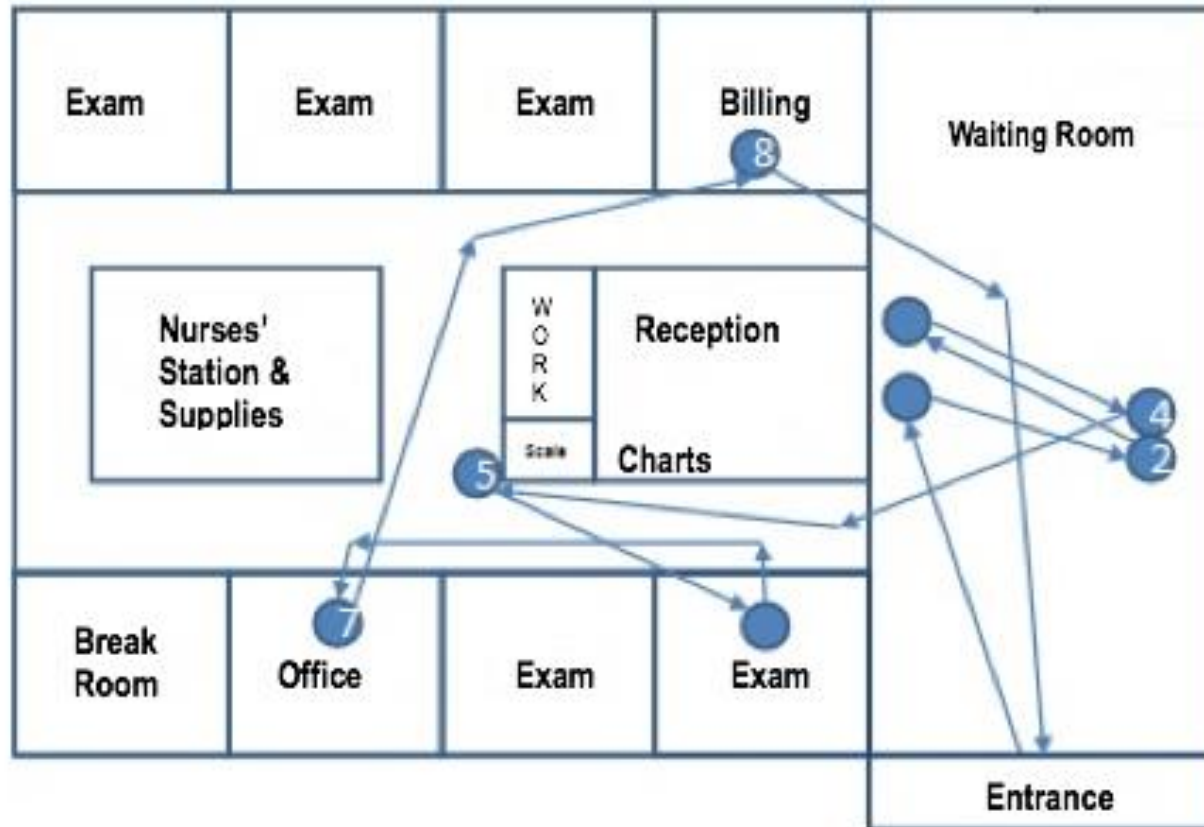 Exam
Exam
Exam
Billing
Waiting Room
8
Nurses'
Station &
Supplies
W
O
R
K
Reception
Scale
Charts
4
2
5
7
Break
Room
Office
Exam
Exam
Entrance